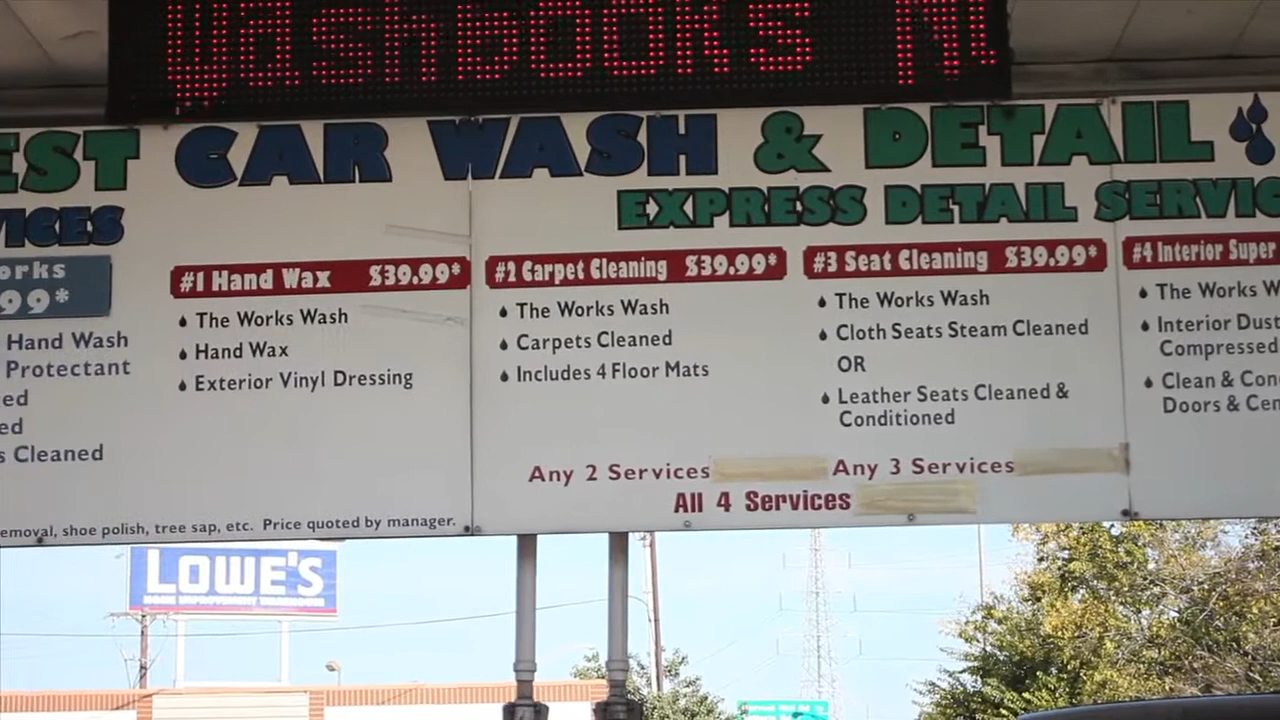 Washbooks
EST CAR WASH & DETAIL
VICES
EXPRESS DETAIL SERVIC
orks
99*
Hand Wash
Protectant
ed
ed
s Cleaned
#1 Hand Wax $39.99*
The Works Wash
Hand Wax
Exterior Vinyl Dressing
#2 Carpet Cleaning $39.99*
The Works Wash
Carpets Cleaned
Includes 4 Floor Mats
#3 Seat Cleaning $39.99*
The Works Wash
Cloth Seats Steam Cleaned
OR
Leather Seats Cleaned &
Conditioned
#4 Interior Super
The Works W
Interior Dust
Compressed
Clean & Con
Doors & Cen
Any 2 Services Any 3 Services
All 4 Services
emoval, shoe polish, tree sap, etc. Price quoted by manager.
LOWE'S